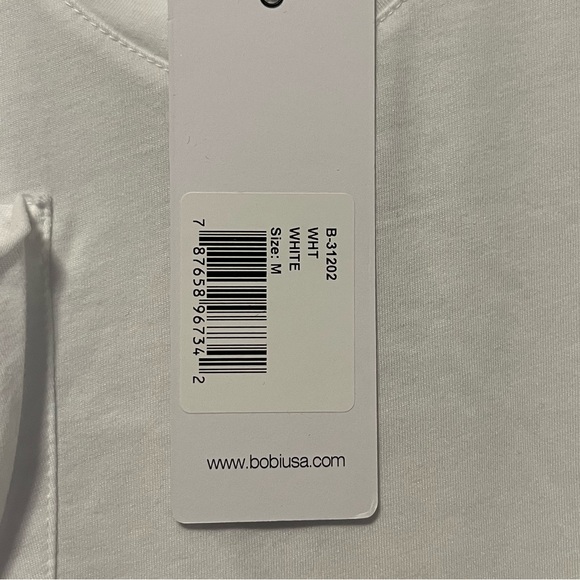 B-31202
WHT
WHITE
Size: M
7 87658 96734 2
www.bobiusa.com